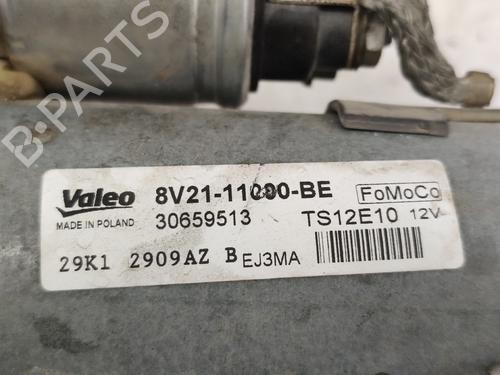 B-Parts
Valeo 8V21-11000-BE FoMoCo
MADE IN POLAND 30659513 TS12E10 12V
29K1 2909AZ B EJ3MA